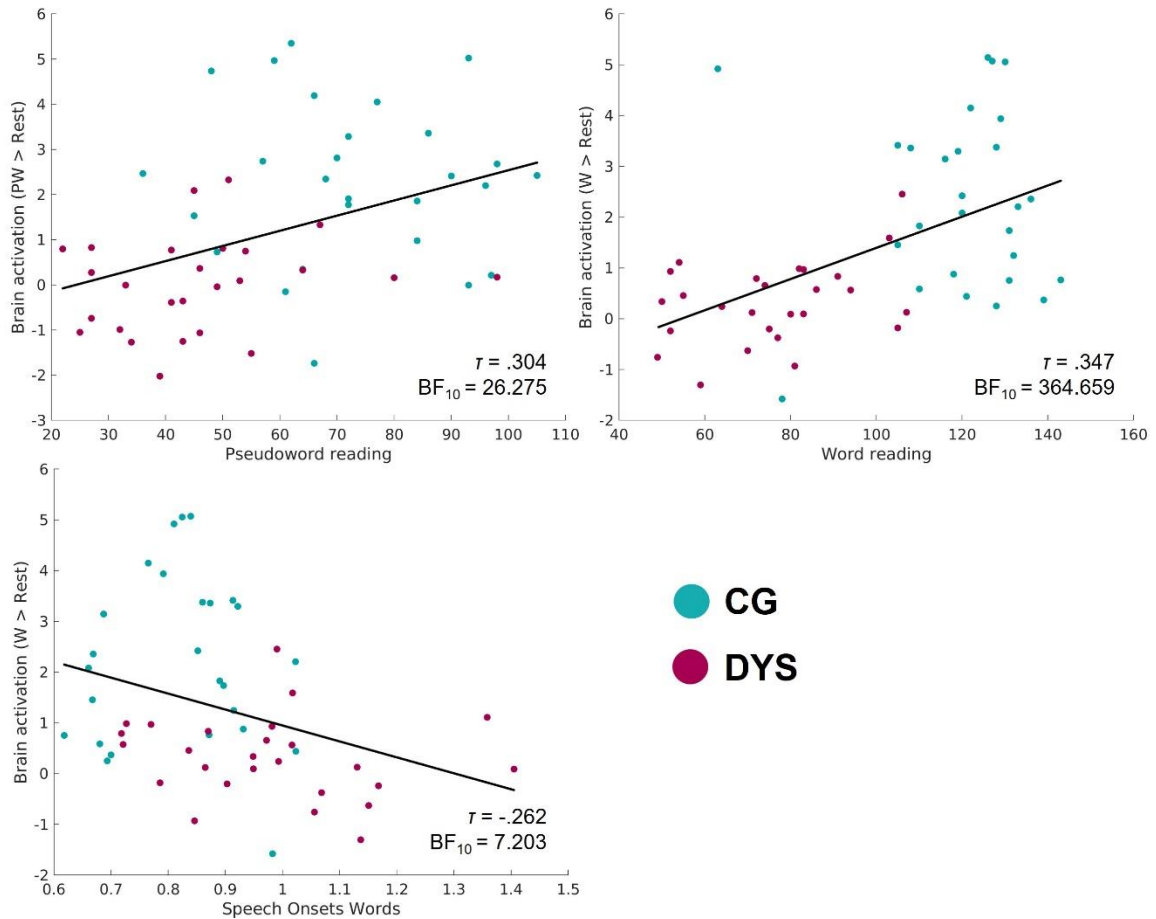 6
5
4
3
2
1
0
-1
-2
-3
Brain activation (PW > Rest)
20 30 40 50 60 70 80 90 100 110
Pseudoword reading
τ = .304
BF10 = 26.275
6
5
4
3
2
1
0
-1
-2
Brain activation (W > Rest)
40 60 80 100 120 140 160
Word reading
τ = .347
BF10 = 364.659
6
5
4
3
2
1
0
-1
-2
Brain activation (W > Rest)
0.6 0.7 0.8 0.9 1 1.1 1.2 1.3 1.4 1.5
Speech Onsets Words
τ = -.262
BF10 = 7.203
CG
DYS